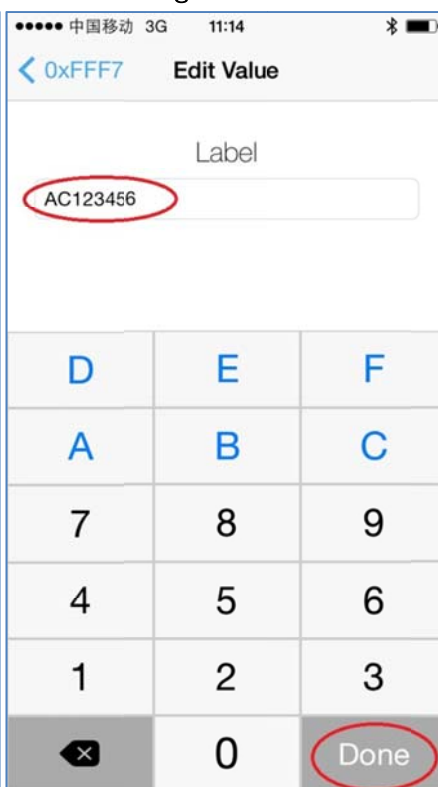 中国移动 3G 11:14
0xFFF7 Edit Value
Label
AC123456
D E F
A B C
7 8 9
4 5 6
1 2 3
0 Done